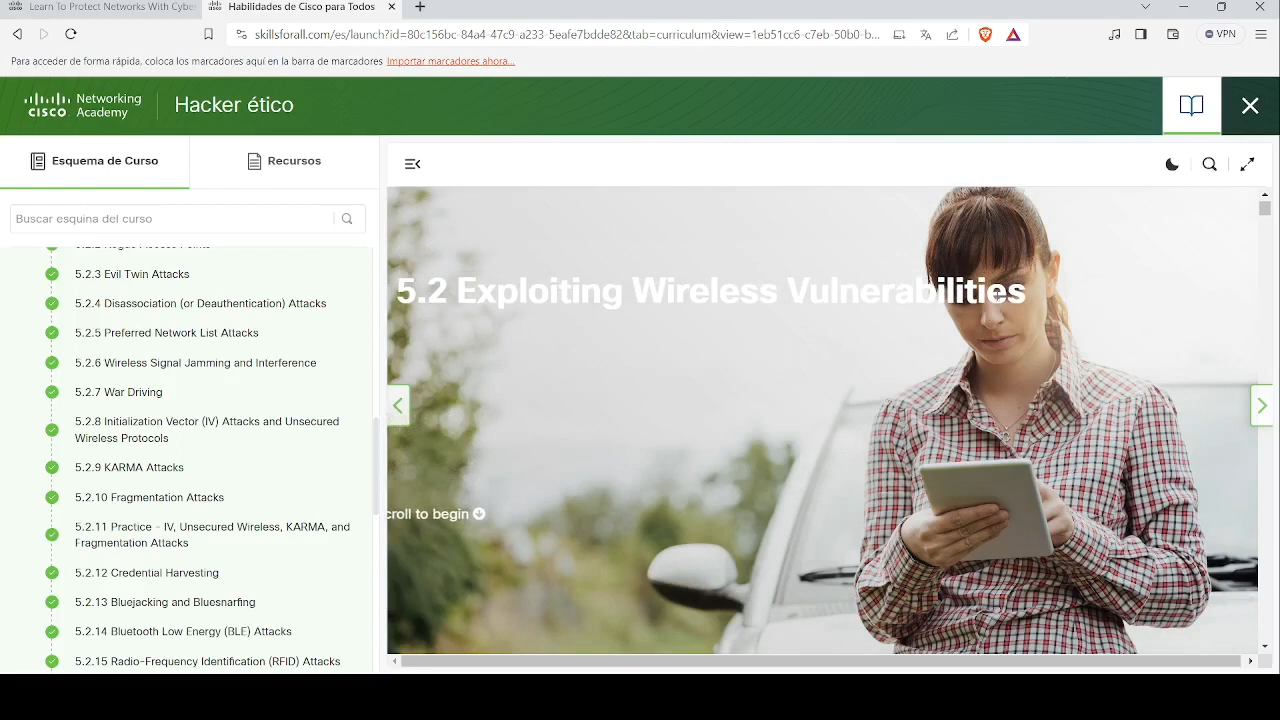 Learn To Protect Networks With Cyber
Habilidades de Cisco para Todos
skillsforall.com/es/launch?id=80c156bc-84a4-47c9-a233-5eafe7bdde82&tab=curriculum&view=1eb51cc6-c7eb-50b0-b...
VPN
Para acceder de forma rápida, coloca los marcadores aquí en la barra de marcadores Importar marcadores ahora...
Networking
CISCO Academy
Hacker ético
Esquema de Curso
Recursos
Buscar esquina del curso
5.2.2 Rogue Access Points
5.2.3 Evil Twin Attacks
5.2.4 Disassociation (or Deauthentication) Attacks
5.2.5 Preferred Network List Attacks
5.2.6 Wireless Signal Jamming and Interference
5.2.7 War Driving
5.2.8 Initialization Vector (IV) Attacks and Unsecured
Wireless Protocols
5.2.9 KARMA Attacks
5.2.10 Fragmentation Attacks
5.2.11 Practice - IV, Unsecured Wireless, KARMA, and
Fragmentation Attacks
5.2.12 Credential Harvesting
5.2.13 Bluejacking and Bluesnarfing
5.2.14 Bluetooth Low Energy (BLE) Attacks
5.2.15 Radio-Frequency Identification (RFID) Attacks
5.2 Exploiting Wireless Vulnerabilities
croll to begin